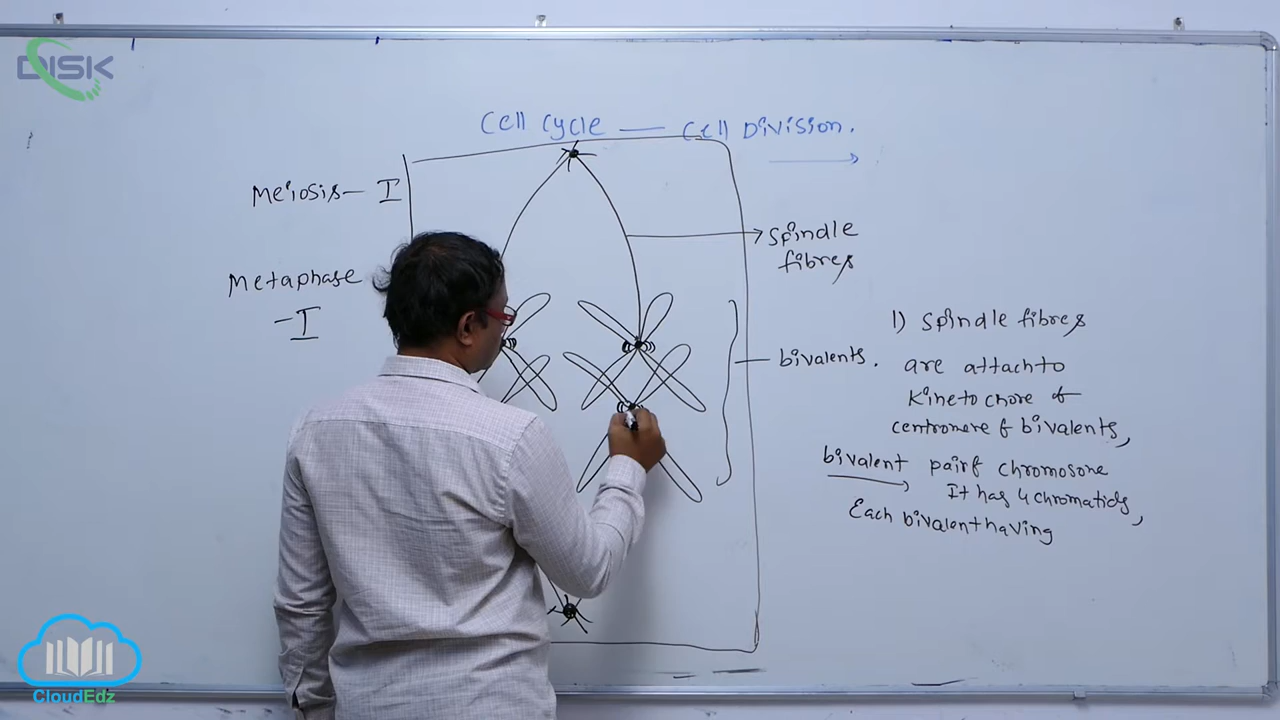 DISK
Cell Cycle — Cell Division.
Meiosis — I
Spindle
fibres
Metaphase
- I
bivalents.
1) Spindle fibres
are attach to
Kinetochore of
centromere of bivalents,
bivalent pair of chromosome
It has 4 chromatids,
Each bivalent having
CloudEdz